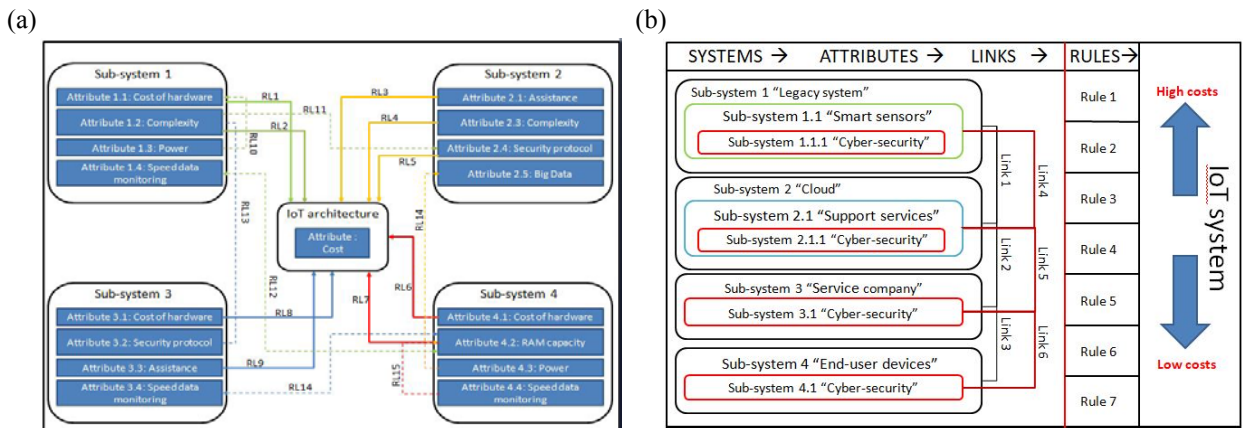 (a)
Sub-system 1
Attribute 1.1: Cost of hardware
Attribute 1.2: Complexity
Attribute 1.3: Power
Attribute 1.4: Speed data
monitoring
Sub-system 2
Attribute 2.1: Assistance
Attribute 2.3: Complexity
Attribute 2.4: Security protocol
Attribute 2.5: Big Data
RL1
RL2
RL10
RL11
RL3
RL4
RL5
RL13
RL14
IoT architecture
Attribute :
Cost
RL12
RL7
RL6
Sub-system 3
Attribute 3.1: Cost of hardware
Attribute 3.2: Security protocol
Attribute 3.3: Assistance
Attribute 3.4: Speed data
monitoring
RL8
RL9
RL14
RL15
Sub-system 4
Attribute 4.1: Cost of hardware
Attribute 4.2: RAM capacity
Attribute 4.3: Power
Attribute 4.4: Speed data
monitoring
(b)
SYSTEMS → ATTRIBUTES → LINKS → RULES→
Sub-system 1 “Legacy system”
Sub-system 1.1 “Smart sensors”
Sub-system 1.1.1 “Cyber-security”
Sub-system 2 “Cloud”
Sub-system 2.1 “Support services”
Sub-system 2.1.1 “Cyber-security”
Sub-system 3 “Service company”
Sub-system 3.1 “Cyber-security”
Sub-system 4 “End-user devices”
Sub-system 4.1 “Cyber-security”
Link 1
Link 2
Link 3
Link 4
Link 5
Link 6
Rule 1
Rule 2
Rule 3
Rule 4
Rule 5
Rule 6
Rule 7
High costs
IoT system
Low costs